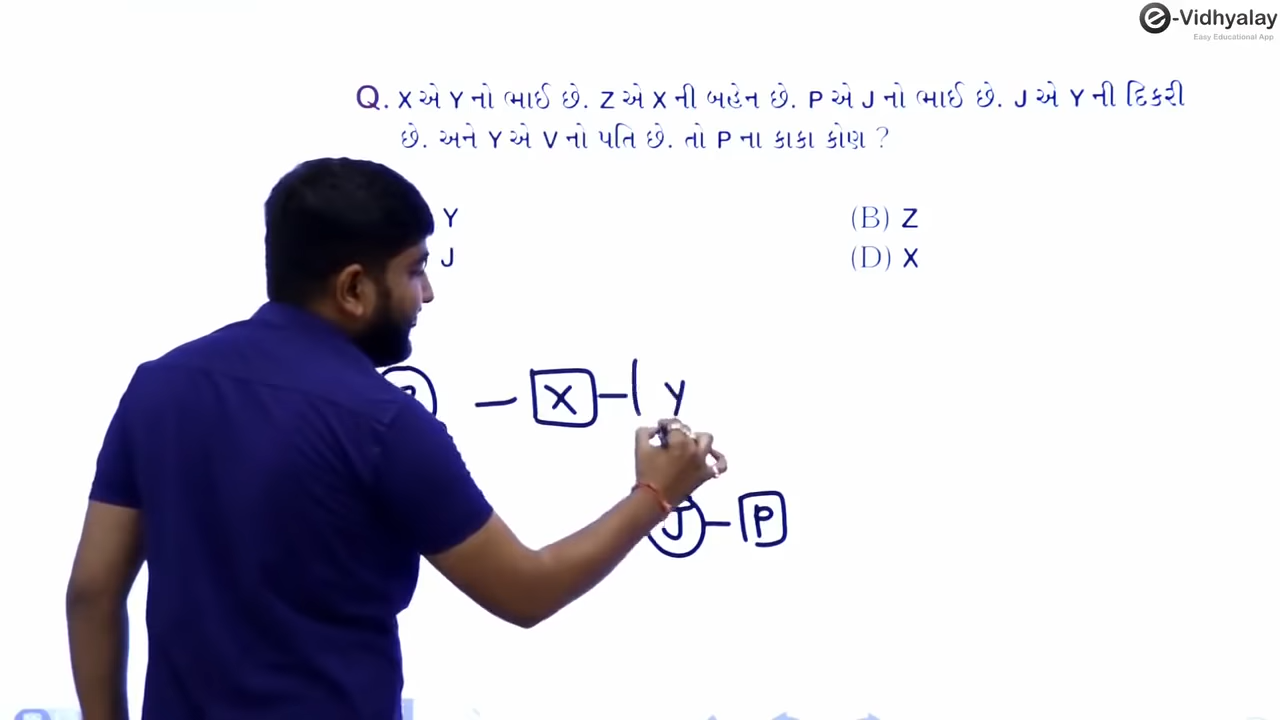 e-Vidhyalay
Easy Educational App
Q. X એ Y નો ભાઈ છે. Z એ X ની બહેન છે. P એ J નો ભાઈ છે. J એ Y ની દિકરી
છે. અને Y એ V નો પતિ છે. તો P ના કાકા કોણ ?
Y
(B) Z
J
(D) X
X
Y
J
P